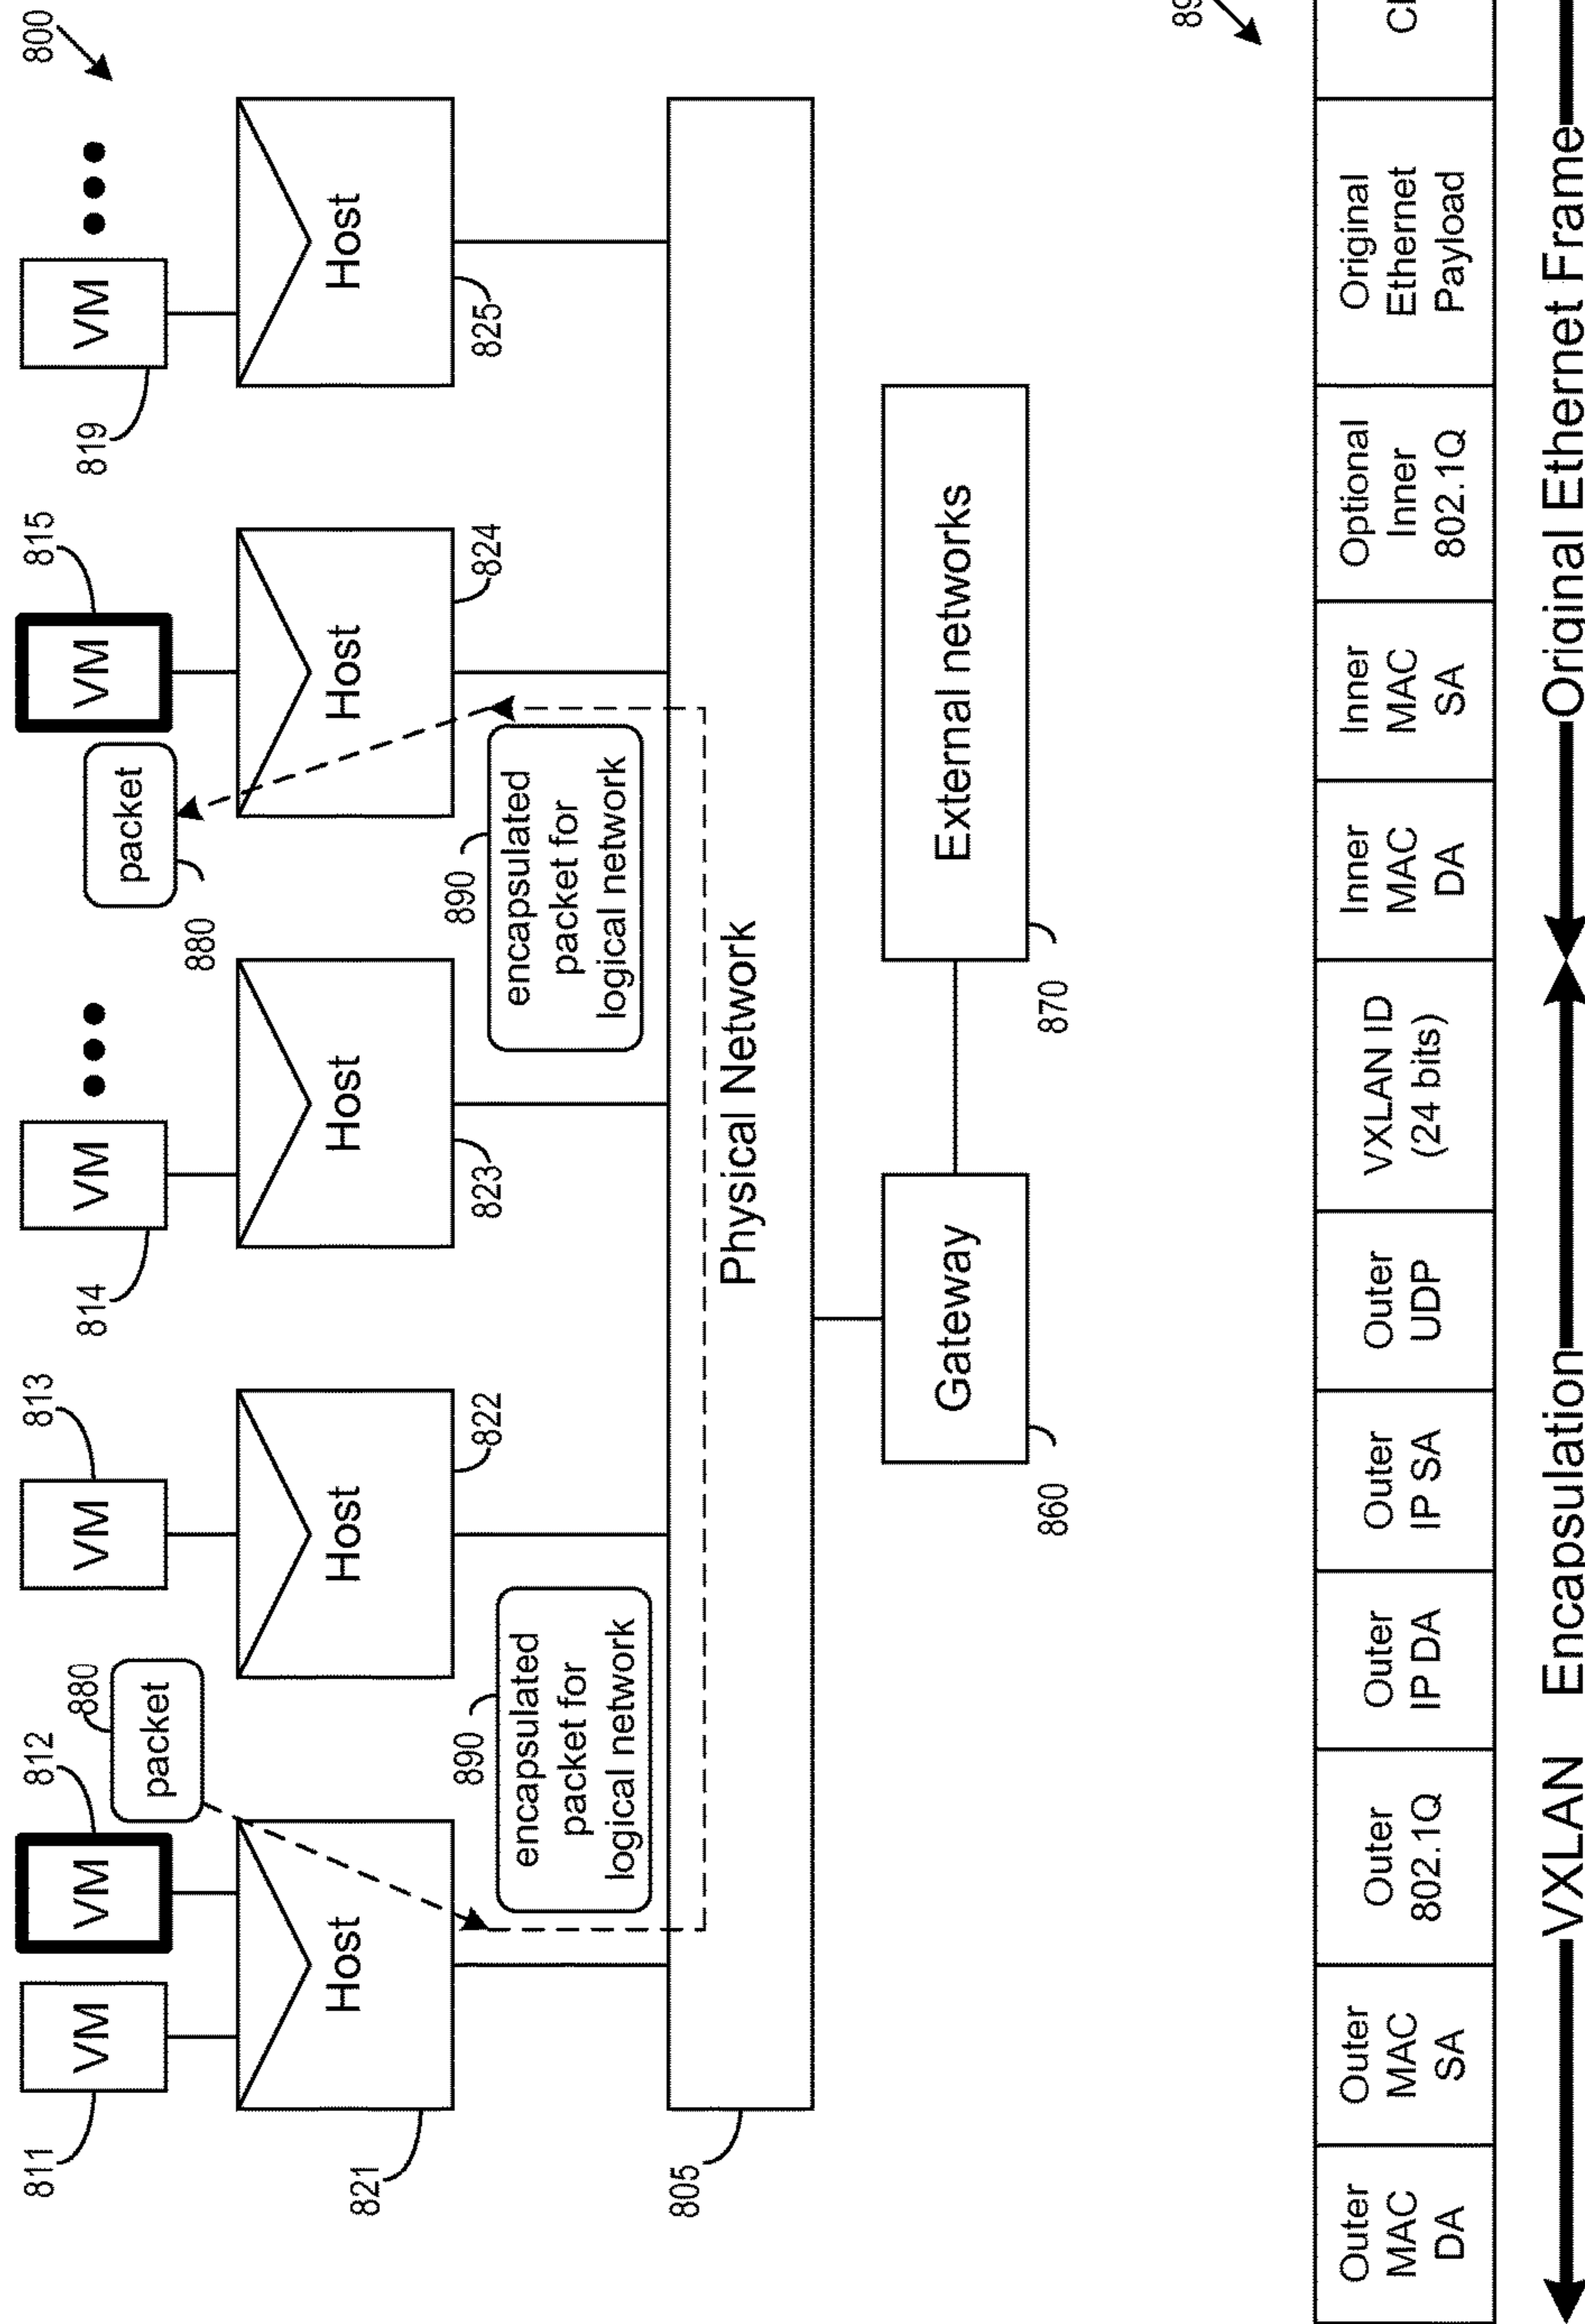 800
811
VM
812
VM
880
packet
813
VM
814
VM
880
packet
815
VM
819
VM
Host
821
Host
822
Host
823
Host
824
Host
825
890
encapsulated
packet for
logical network
890
encapsulated
packet for
logical network
805
Physical Network
Gateway
860
External networks
870
Outer
MAC
DA
Outer
MAC
SA
Outer
802.1Q
Outer
IP DA
Outer
IP SA
Outer
UDP
VXLAN ID
(24 bits)
Inner
MAC
DA
Inner
MAC
SA
Optional
Inner
802.1Q
Original
Ethernet
Payload
VXLAN Encapsulation
Original Ethernet Frame